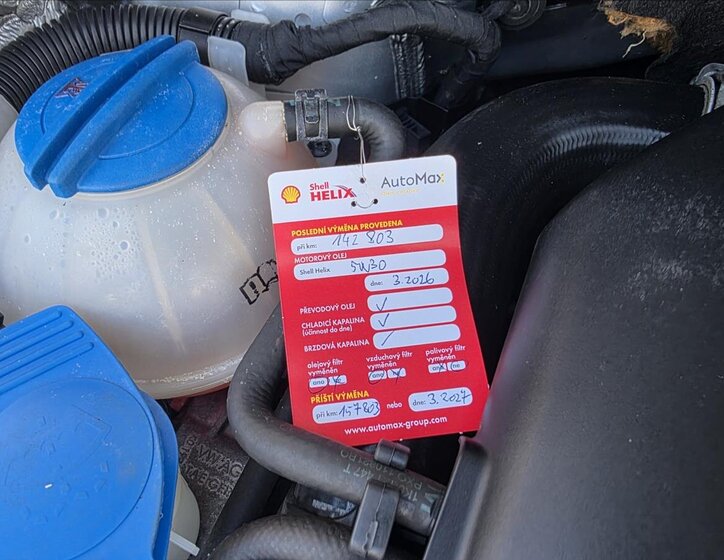 Shell
HELIX
AutoMax
POSLEDNÍ VÝMĚNA PROVEDENA
při km: 142 803
MOTOROVÝ OLEJ
Shell Helix 5W30
dne: 3.2026
PŘEVODOVÝ OLEJ ✓
CHLADICÍ KAPALINA ✓
(účinnost do dne)
BRZDOVÁ KAPALINA ✓
olejový filtr vyměněn
ano ne
vzduchový filtr vyměněn
ano ne
palivový filtr vyměněn
ano ne
PŘÍŠTÍ VÝMĚNA
při km: 157803 nebo dne: 3.2027
www.automax-group.com